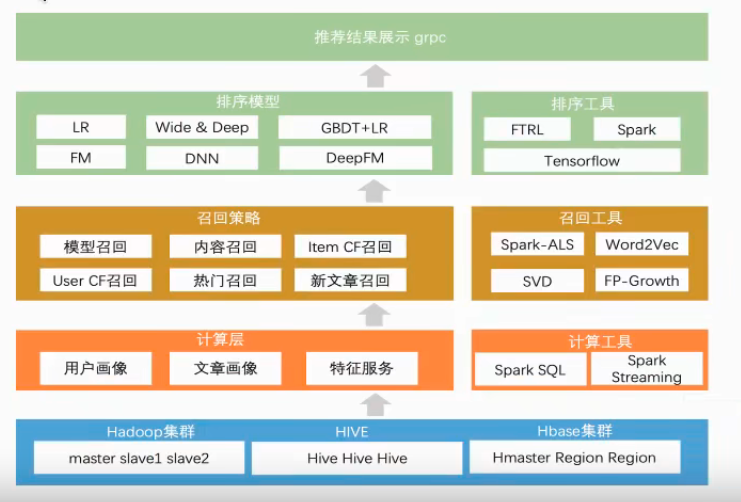 推荐结果展示 grpc
排序模型
LR
Wide & Deep
GBDT+LR
FM
DNN
DeepFM
排序工具
FTRL
Spark
Tensorflow
召回策略
模型召回
内容召回
Item CF召回
User CF召回
热门召回
新文章召回
召回工具
Spark-ALS
Word2Vec
SVD
FP-Growth
计算层
用户画像
文章画像
特征服务
计算工具
Spark SQL
Spark
Streaming
Hadoop集群
HIVE
Hbase集群
master slave1 slave2
Hive Hive Hive
Hmaster Region Region